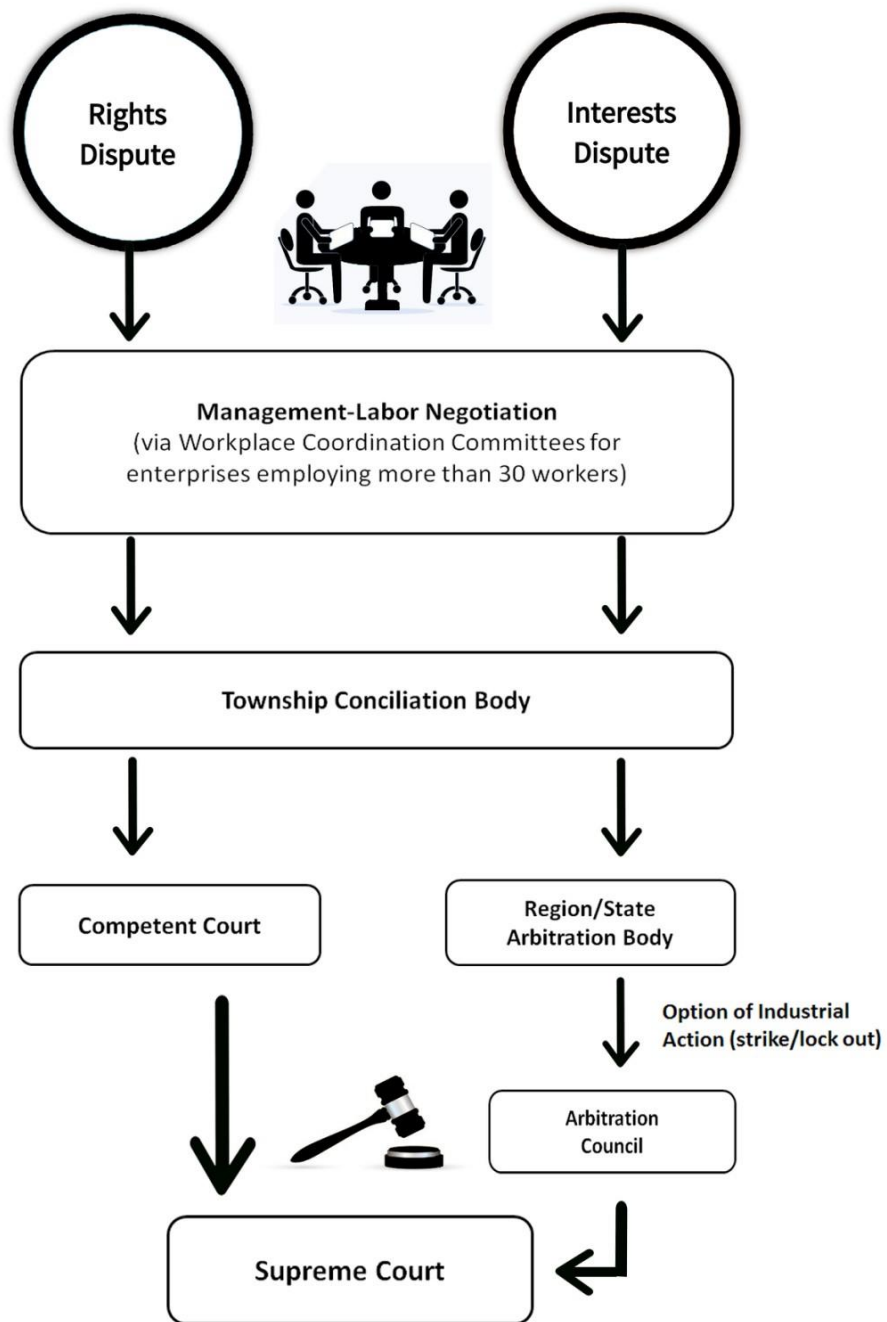 Rights
Dispute
Interests
Dispute
Management-Labor Negotiation
(via Workplace Coordination Committees for
enterprises employing more than 30 workers)
Township Conciliation Body
Competent Court
Region/State
Arbitration Body
Option of Industrial
Action (strike/lock out)
Arbitration
Council
Supreme Court